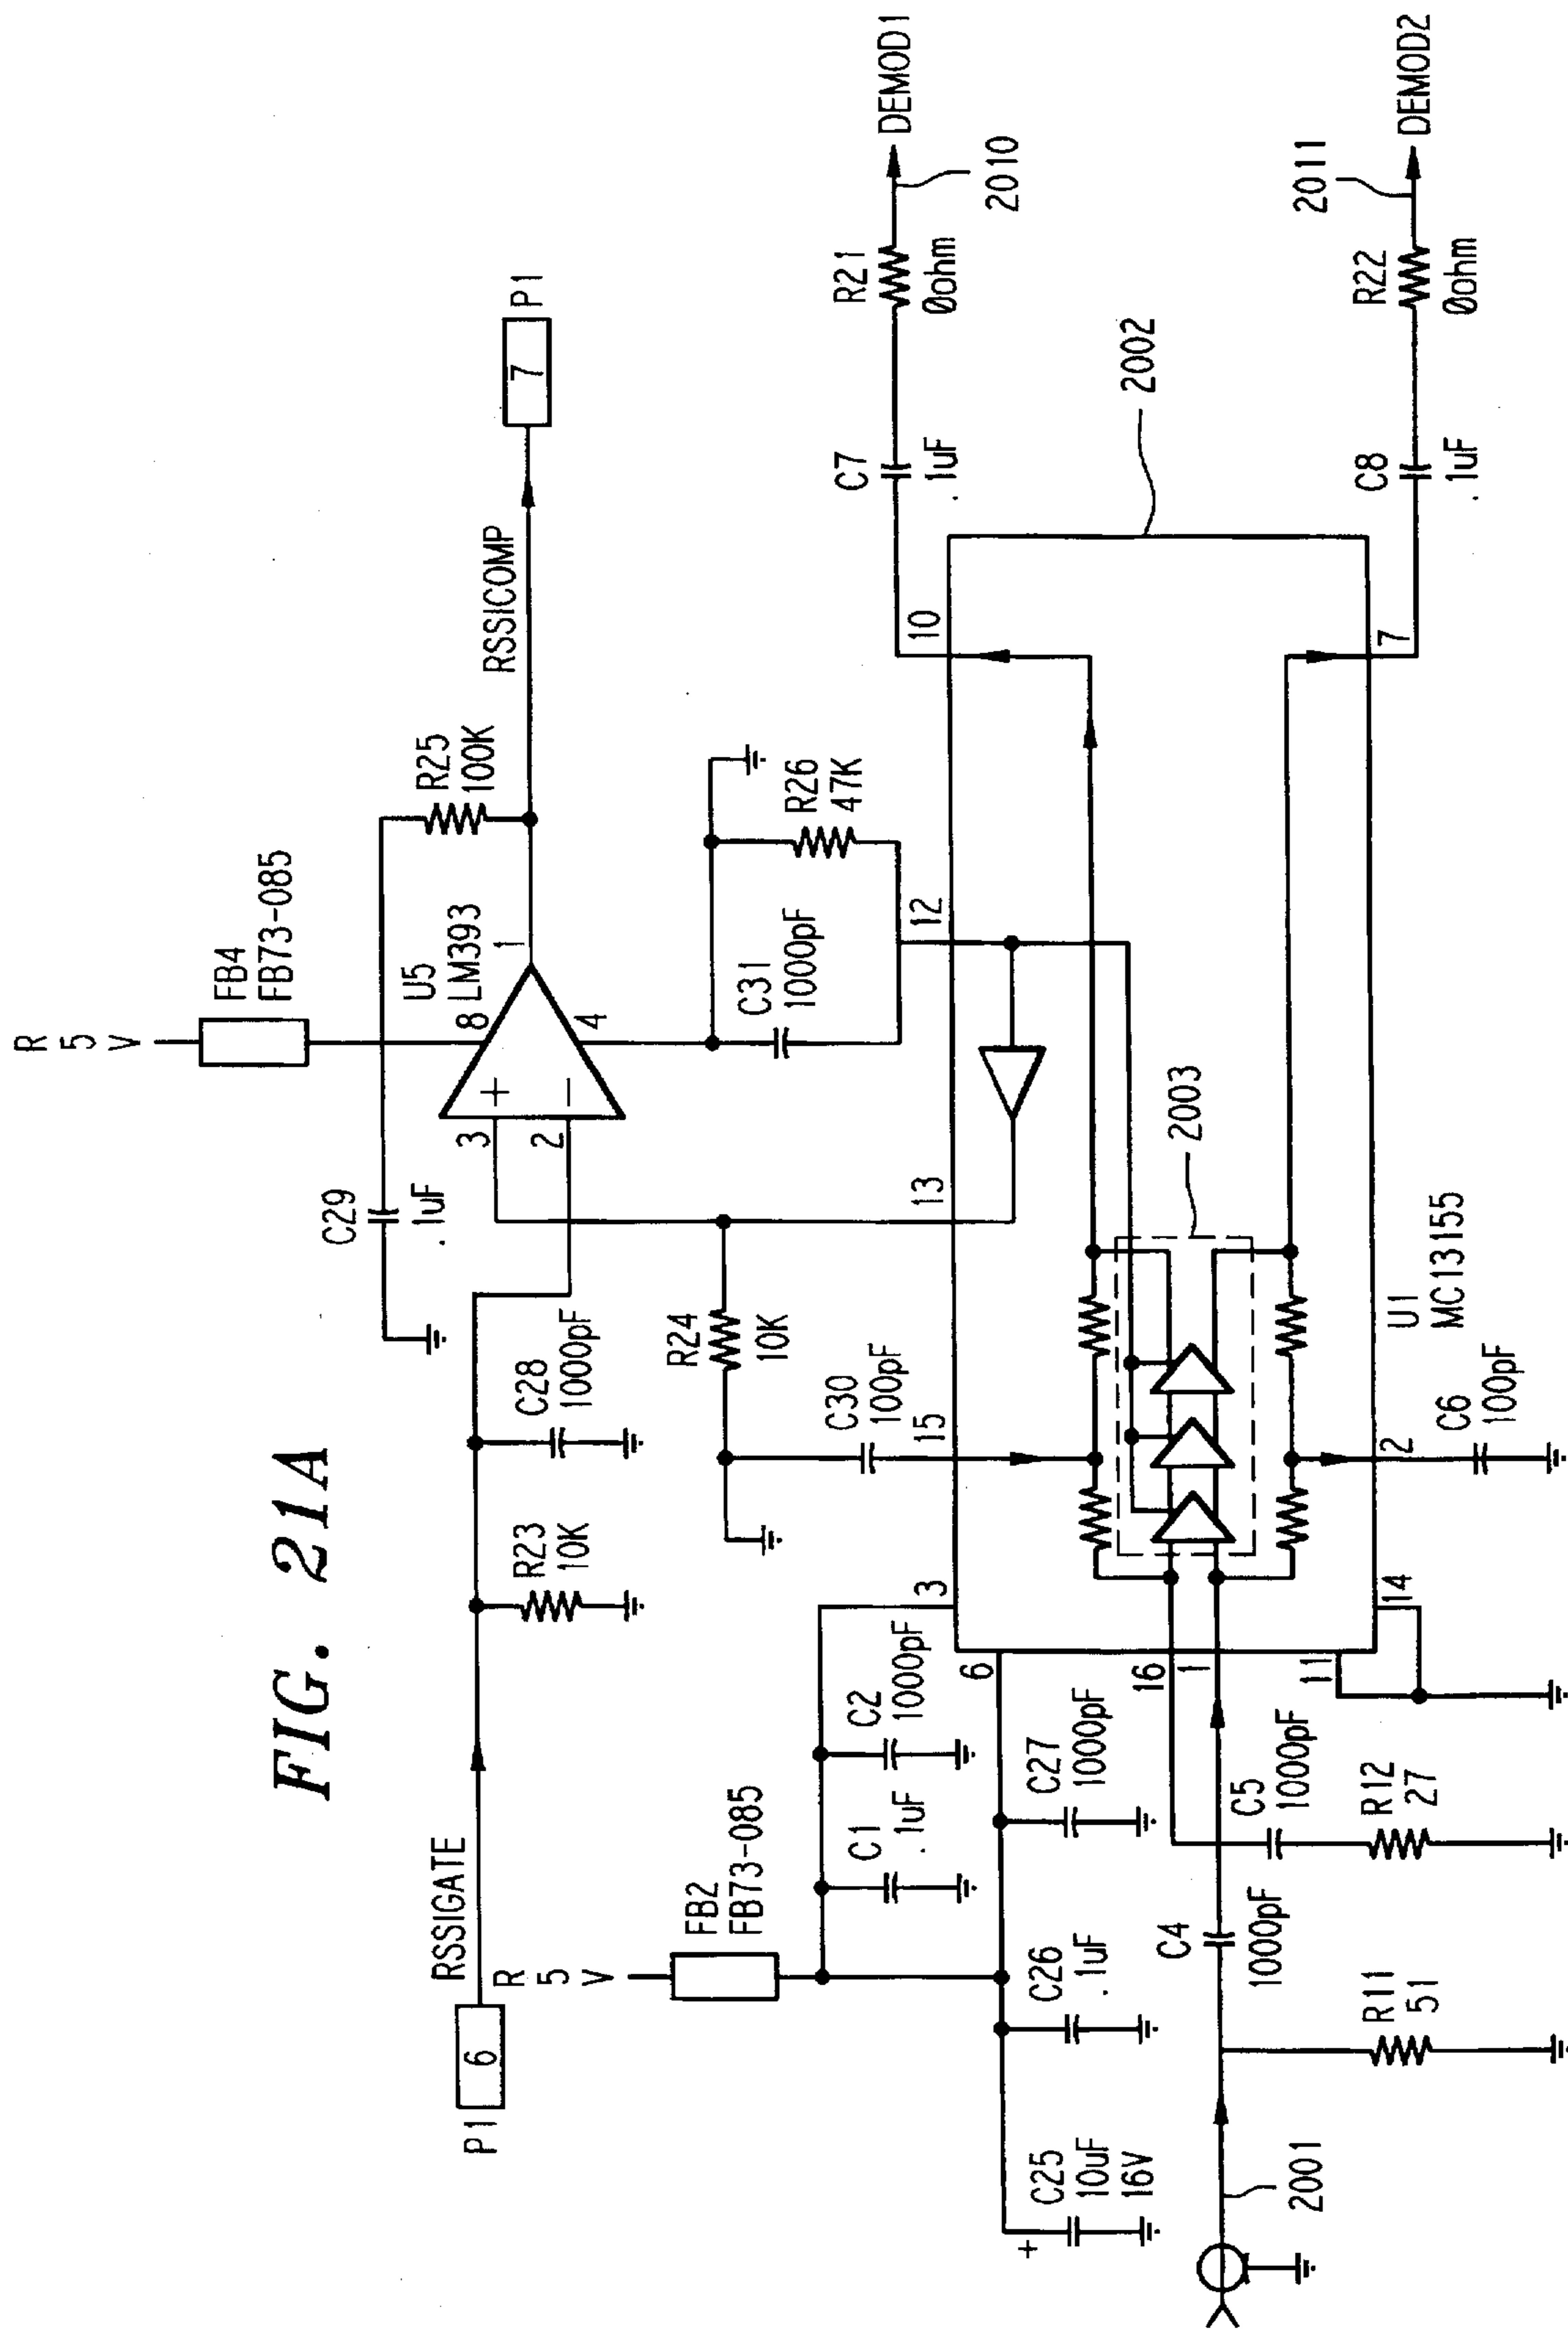 FIG. 21A
R
5
V
FB4
FB73-085
C29
.1uF
U5
LM393
8
3
+
2
−
1
4
R25
100K
RSSICOMP
7
P1
P1
6
RSSIGATE
R23
10K
C28
1000pF
R24
10K
C30
100pF
C31
1000pF
R26
47K
R
5
V
FB2
FB73-085
C1
.1uF
C2
1000pF
3
15
13
12
10
C7
.1uF
R21
0ohm
DEMOD1
2010
+
C25
10uF
16V
C26
.1uF
C27
1000pF
6
16
1
11
14
2
7
2003
2002
2001
R11
51
C4
1000pF
C5
1000pF
R12
27
C6
100pF
U1
MC13155
C8
.1uF
R22
0ohm
DEMOD2
2011